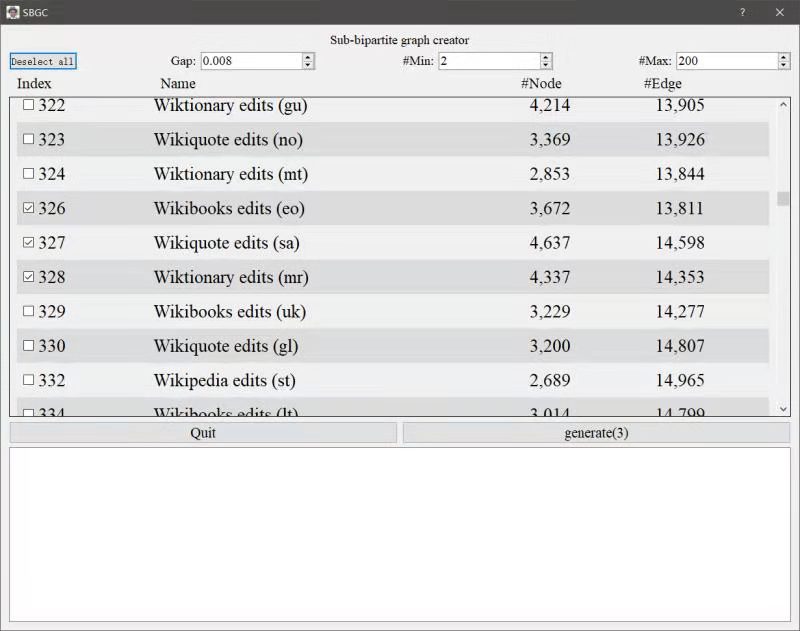 SBGC
Sub-bipartite graph creator
Deselect all Gap: 0.008 #Min: 2 #Max: 200
Index Name #Node #Edge
322 Wiktionary edits (gu) 4,214 13,905
323 Wikiquote edits (no) 3,369 13,926
324 Wiktionary edits (mt) 2,853 13,844
326 Wikibooks edits (eo) 3,672 13,811
327 Wikiquote edits (sa) 4,637 14,598
328 Wiktionary edits (mr) 4,337 14,353
329 Wikibooks edits (uk) 3,229 14,277
330 Wikiquote edits (gl) 3,200 14,807
332 Wikipedia edits (st) 2,689 14,965
334 Wikibooks edits (lt) 3,014 14,799
Quit generate(3)